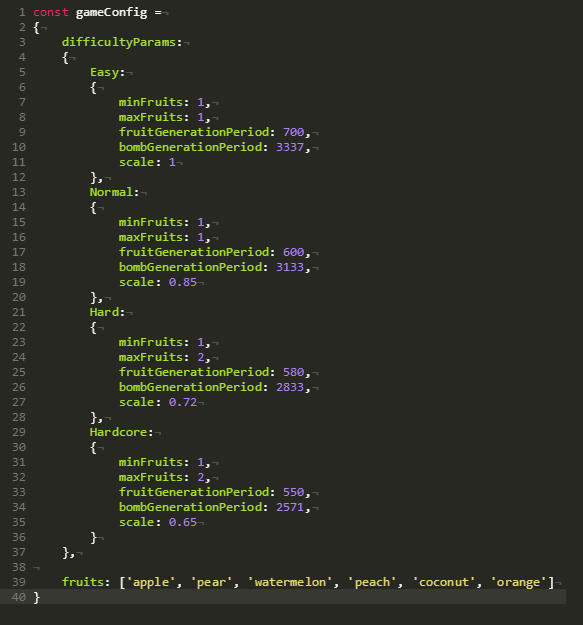 1 const gameConfig =¬
2 {¬
3     difficultyParams:¬
4     {¬
5         Easy:¬
6         {¬
7             minFruits: 1,¬
8             maxFruits: 1,¬
9             fruitGenerationPeriod: 700,¬
10             bombGenerationPeriod: 3337,¬
11             scale: 1¬
12         },¬
13         Normal:¬
14         {¬
15             minFruits: 1,¬
16             maxFruits: 1,¬
17             fruitGenerationPeriod: 600,¬
18             bombGenerationPeriod: 3133,¬
19             scale: 0.85¬
20         },¬
21         Hard:¬
22         {¬
23             minFruits: 1,¬
24             maxFruits: 2,¬
25             fruitGenerationPeriod: 580,¬
26             bombGenerationPeriod: 2833,¬
27             scale: 0.72¬
28         },¬
29         Hardcore:¬
30         {¬
31             minFruits: 1,¬
32             maxFruits: 2,¬
33             fruitGenerationPeriod: 550,¬
34             bombGenerationPeriod: 2571,¬
35             scale: 0.65¬
36         }¬
37     },¬
38 ¬
39     fruits: ['apple', 'pear', 'watermelon', 'peach', 'coconut', 'orange']¬
40 }